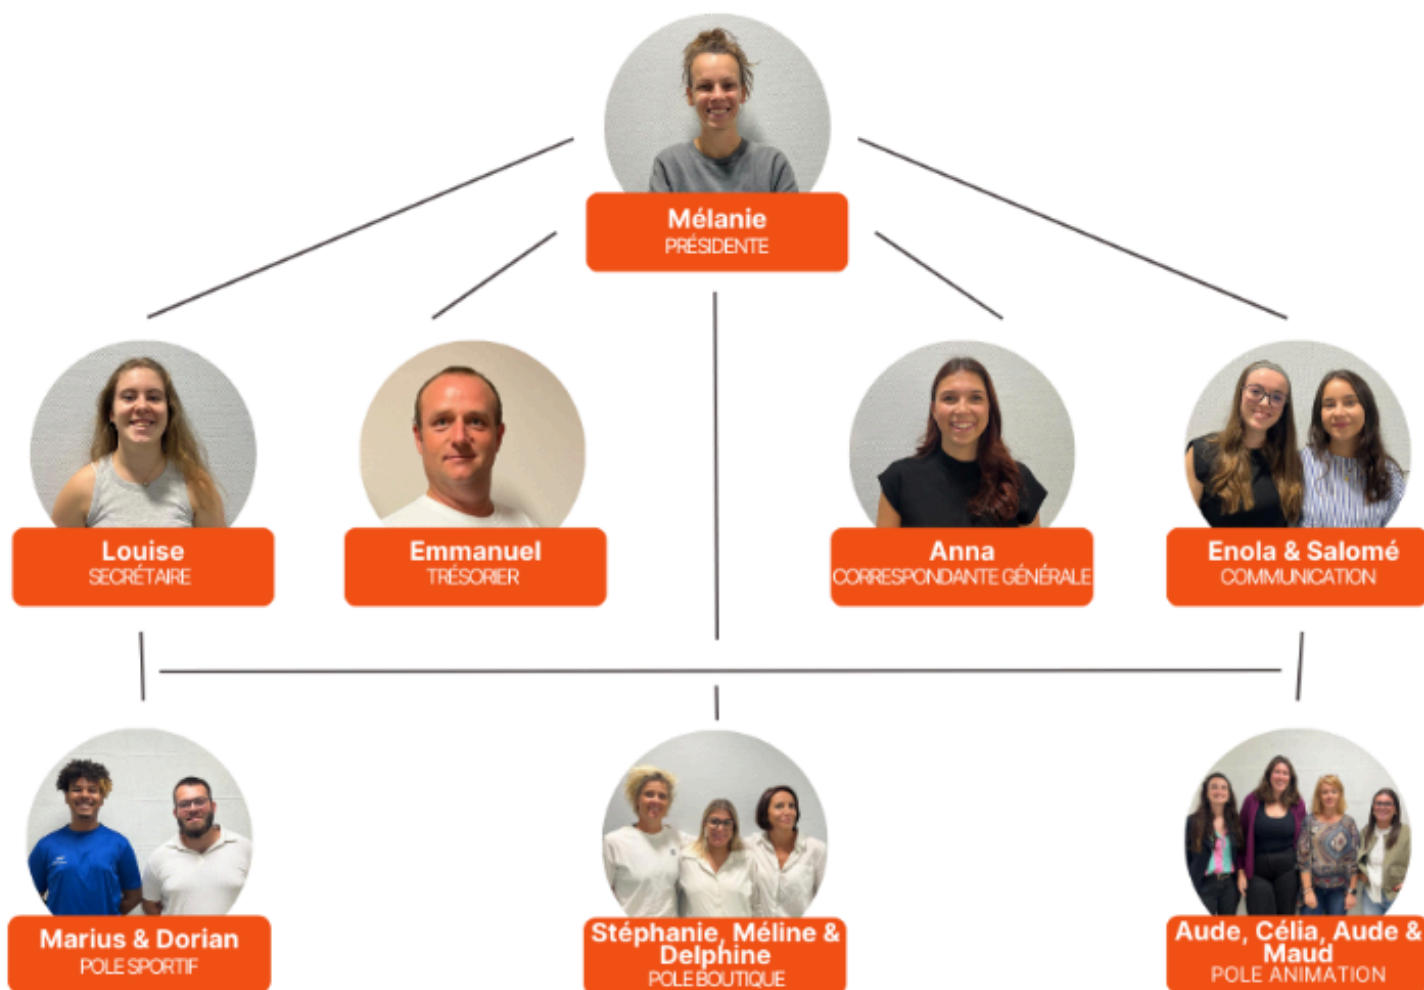 Mélanie
PRÉSIDENTE
Louise
SECRÉTAIRE
Emmanuel
TRÉSORIER
Anna
CORRESPONDANTE GÉNÉRALE
Enola & Salomé
COMMUNICATION
Marius & Dorian
POLE SPORTIF
Stéphanie, Méline &
Delphine
POLE BOUTIQUE
Aude, Célia, Aude &
Maud
POLE ANIMATION